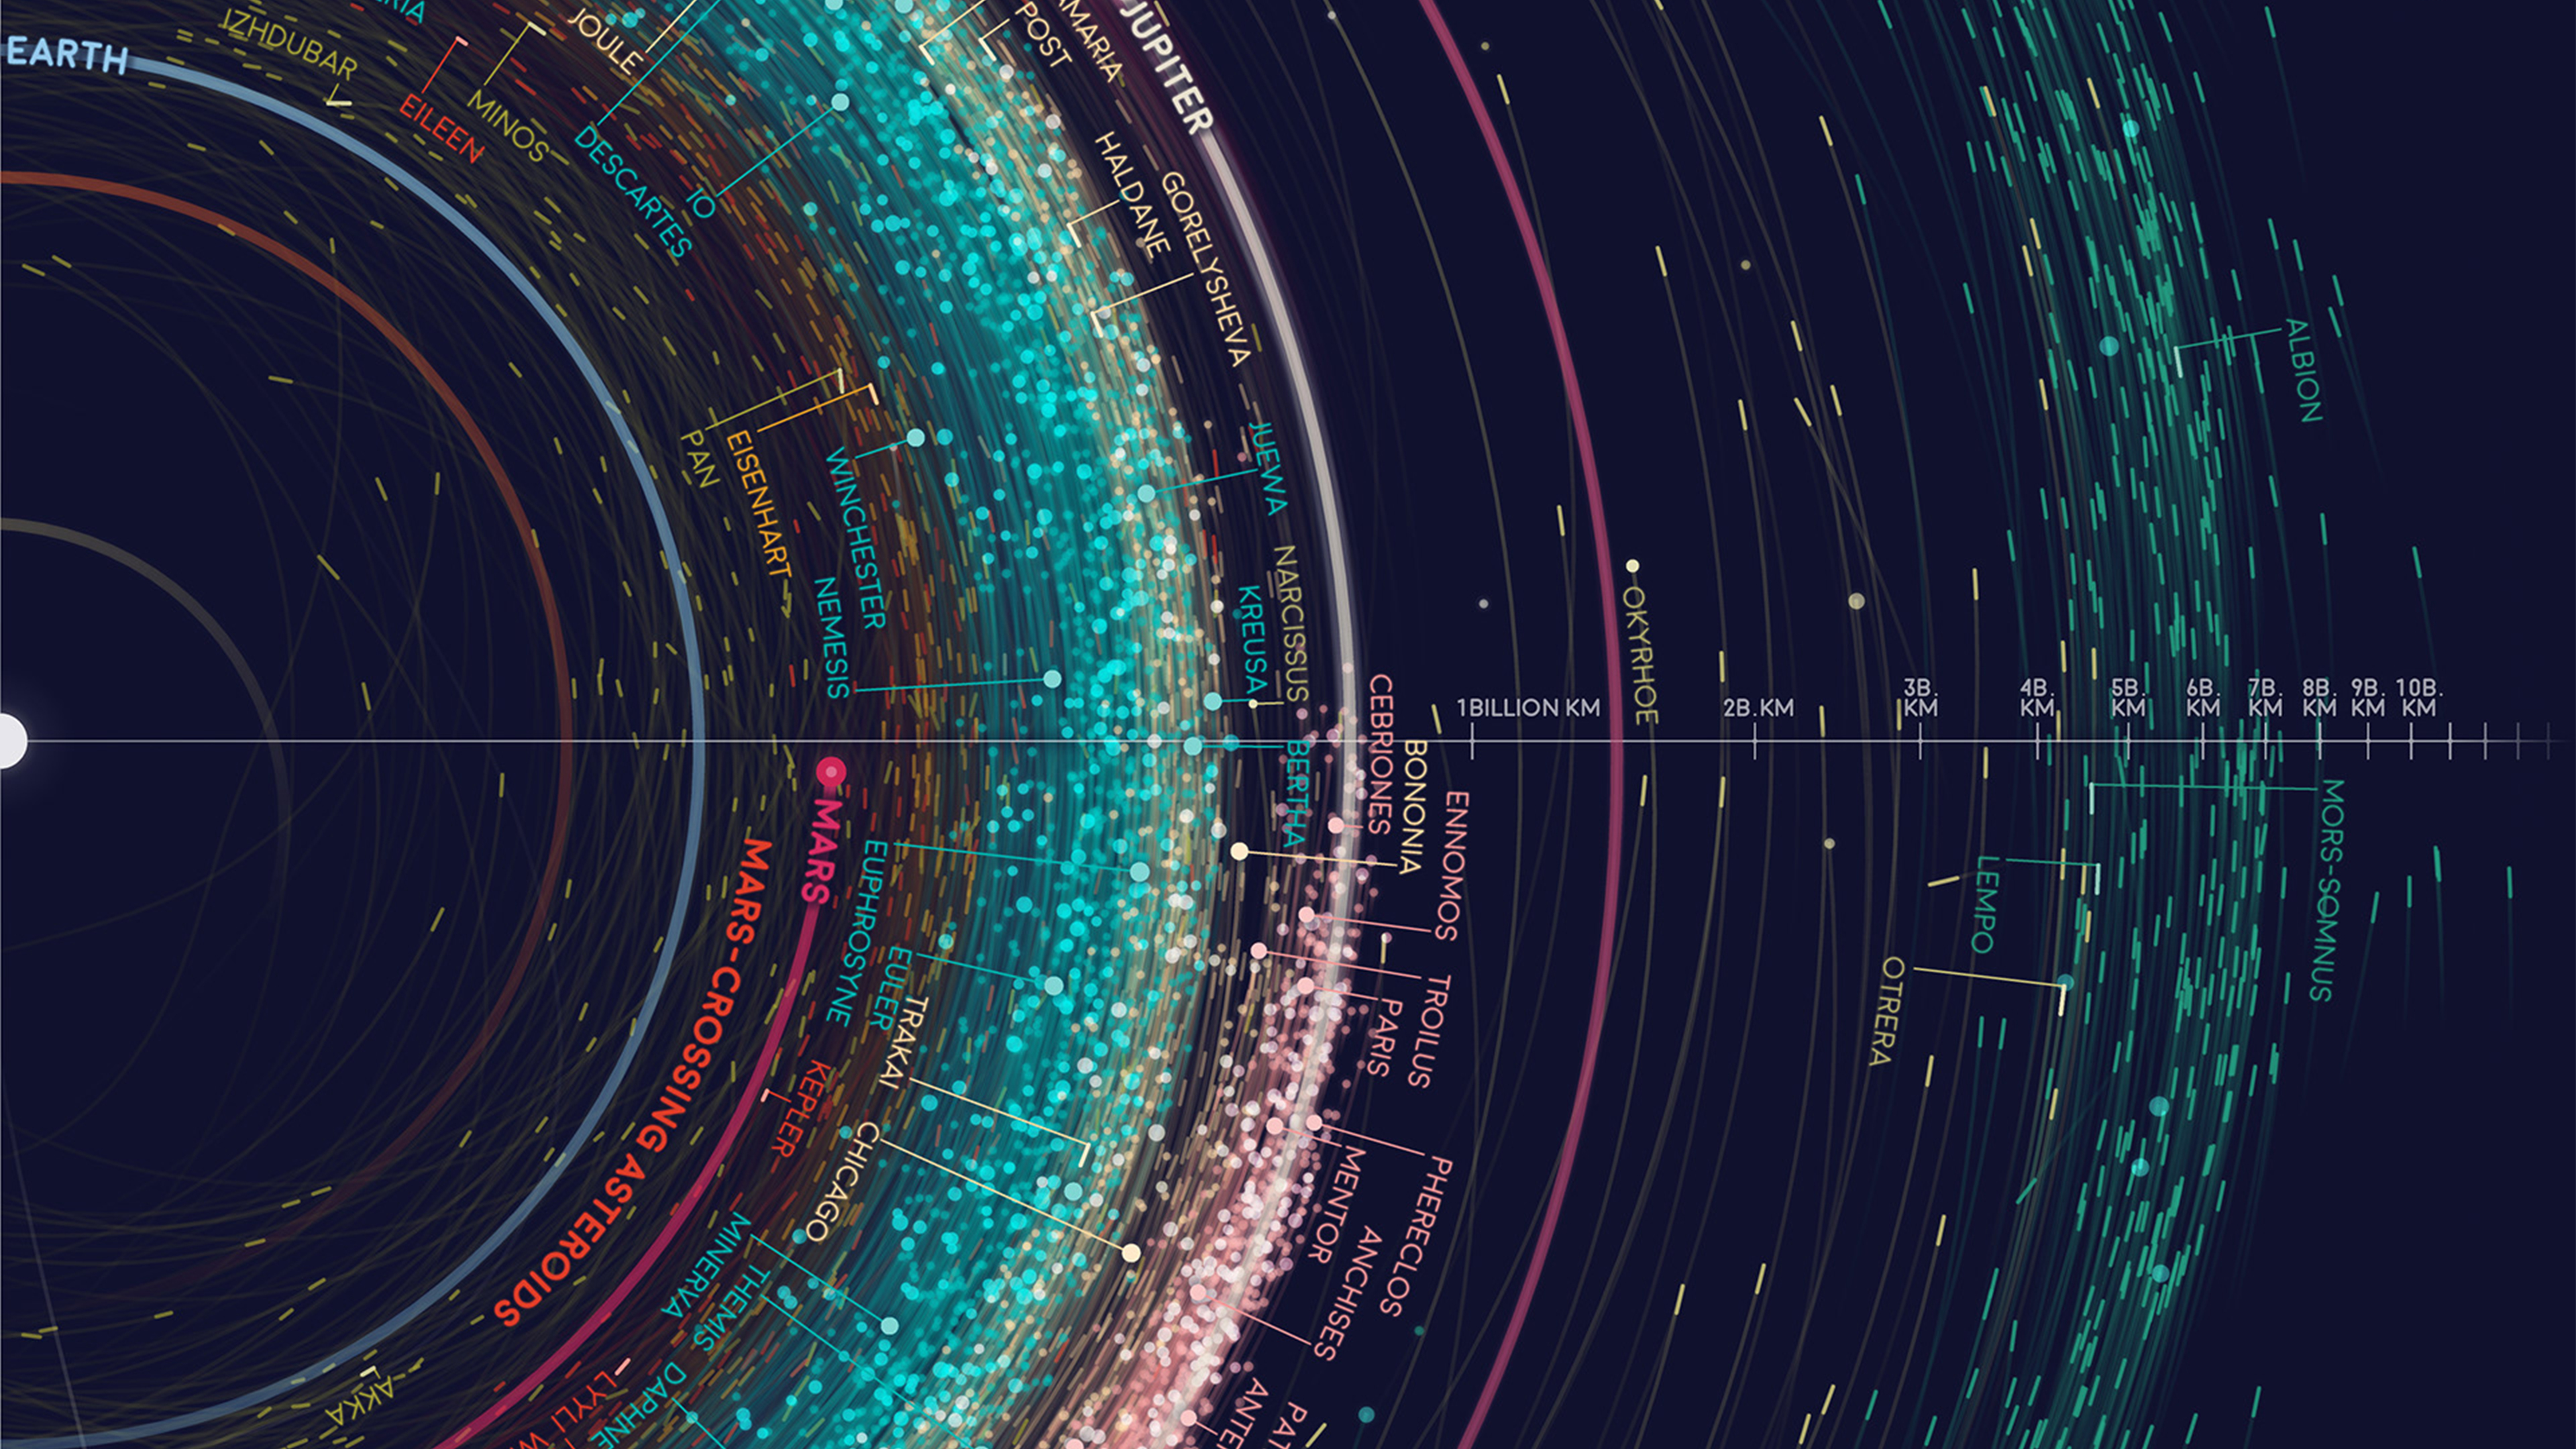 EARTH
IZHDUBAR
EILEEN
MINOS
JOULE
DESCARTES
IO
POST
JUPITER
HALDANE
GORELYSHEVA
PAN
EISENHART
WINCHESTER
NEMESIS
JUEWA
NARCISSUS
KREUSA
ALBION
OKYRHOE
1BILLION KM
2B.KM
3B.
KM
4B.
KM
5B.
KM
6B.
KM
7B.
KM
8B.
KM
9B.
KM
10B.
KM
CEBRIONES
BONONIA
BERTHA
ENNOMOS
MARS
MARS-CROSSING ASTEROIDS
EUPHROSYNE
EULER
TRAKAI
KEPLER
CHICAGO
TROILUS
PARIS
MORS-SOMNUS
LEMPO
OTRERA
MENTOR
PHERECLOS
ANCHISES
MINERVA
THEMIS
DAPHNE
LYYLI
AKKA